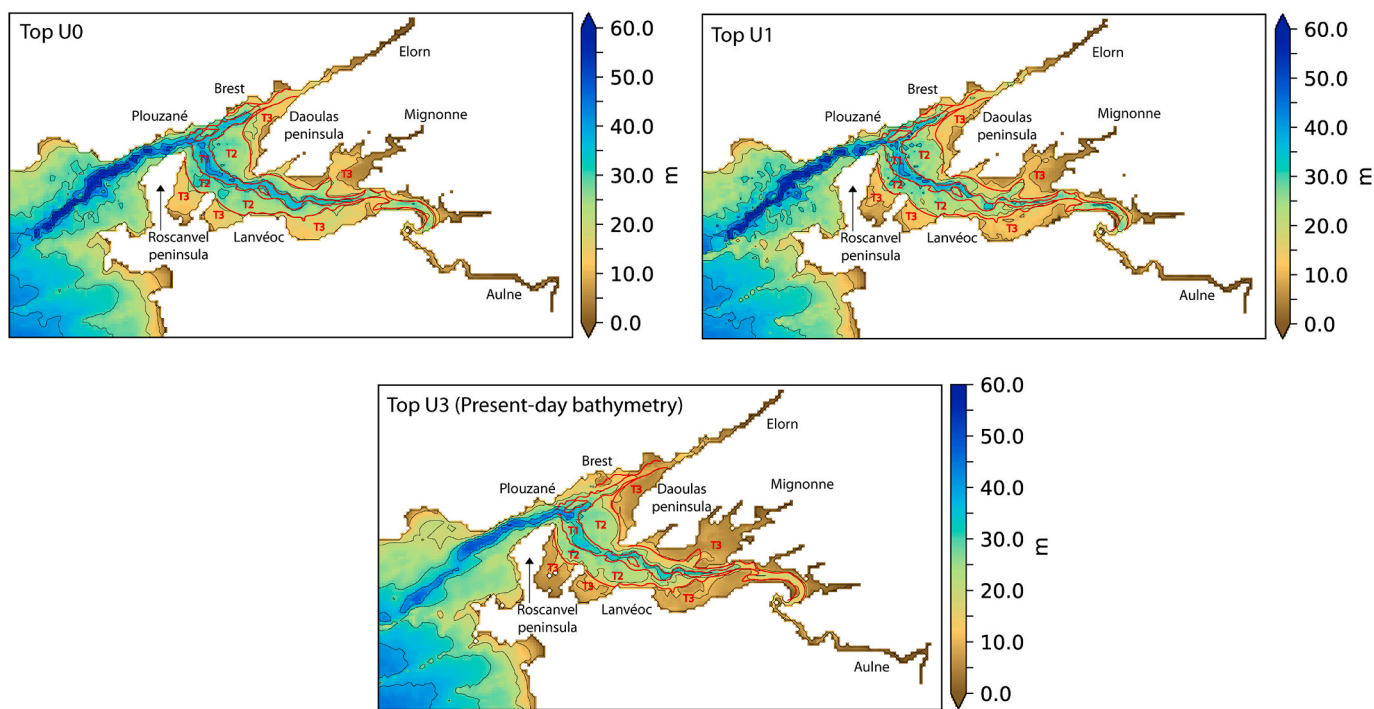 Top U0
Elorn
Brest
Plouzané
Mignonne
Daoulas
peninsula
T3
T2
T1
T3
T2
T3
T2
T3
T3
Roscanvel
peninsula
Lanvéoc
Aulne
60.0
50.0
40.0
30.0
20.0
10.0
0.0
m
Top U1
Elorn
Brest
Plouzané
Mignonne
Daoulas
peninsula
T3
T2
T1
T3
T2
T3
T2
T3
T3
Roscanvel
peninsula
Lanvéoc
Aulne
60.0
50.0
40.0
30.0
20.0
10.0
0.0
m
Top U3 (Present-day bathymetry)
Elorn
Brest
Plouzané
Mignonne
Daoulas
peninsula
T3
T2
T1
T3
T2
T3
T2
T3
T3
Roscanvel
peninsula
Lanvéoc
Aulne
60.0
50.0
40.0
30.0
20.0
10.0
0.0
m